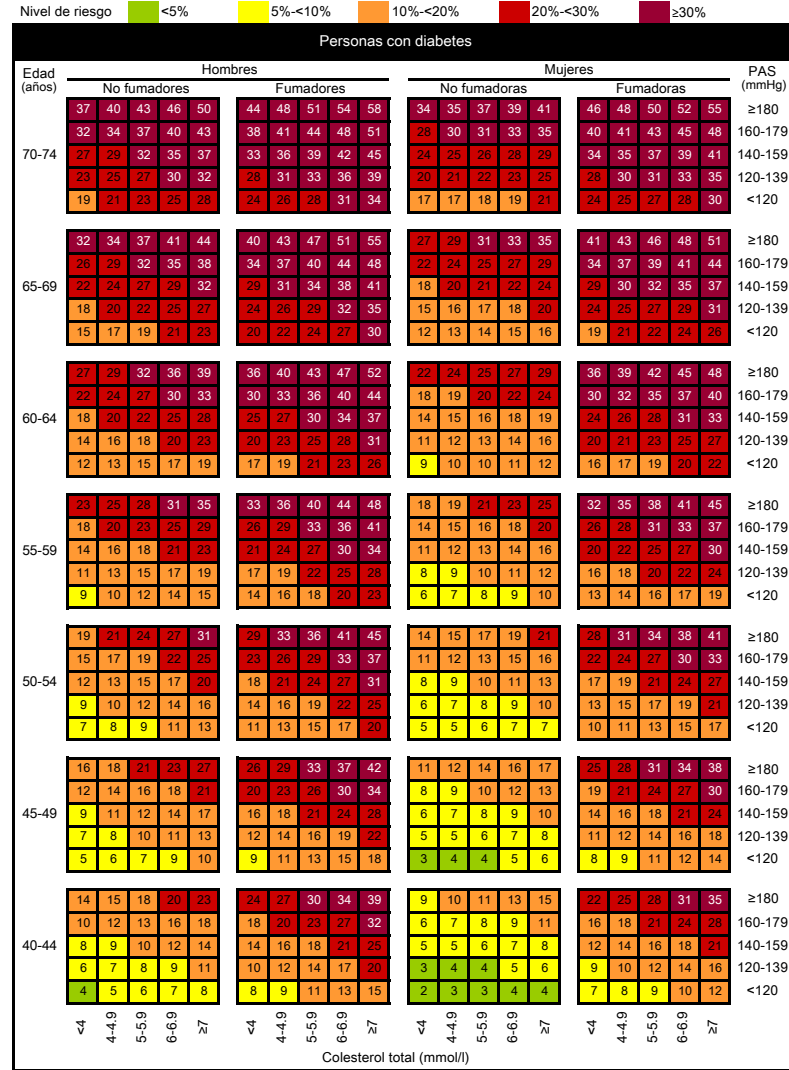 Nivel de riesgo <5% 5%-<10% 10%-<20% 20%-<30% ≥30%
Personas con diabetes
Edad (años) Hombres Mujeres PAS (mmHg)
No fumadores Fumadores No fumadoras Fumadoras
37 40 43 46 50 44 48 51 54 58 34 35 37 39 41 46 48 50 52 55 ≥180
32 34 37 40 43 38 41 44 48 51 28 30 31 33 35 40 41 43 45 48 160-179
70-74 27 29 32 35 37 33 36 39 42 45 24 25 26 28 29 34 35 37 39 41 140-159
23 25 27 30 32 28 31 33 36 39 20 21 22 23 25 28 30 31 33 35 120-139
19 21 23 25 28 24 26 28 31 34 17 17 18 19 21 24 25 27 28 30 <120
32 34 37 41 44 40 43 47 51 55 27 29 31 33 35 41 43 46 48 51 ≥180
26 29 32 35 38 34 37 40 44 48 22 24 25 27 29 34 37 39 41 44 160-179
65-69 22 24 27 29 32 29 31 34 38 41 18 20 21 22 24 29 30 32 35 37 140-159
18 20 22 25 27 24 26 29 32 35 15 16 17 18 20 24 25 27 29 31 120-139
15 17 19 21 23 20 22 24 27 30 12 13 14 15 16 19 21 22 24 26 <120
27 29 32 36 39 36 40 43 47 52 22 24 25 27 29 36 39 42 45 48 ≥180
22 24 27 30 33 30 33 36 40 44 18 19 20 22 24 30 32 35 37 40 160-179
60-64 18 20 22 25 28 25 27 30 34 37 14 15 16 18 19 24 26 28 31 33 140-159
14 16 18 20 23 20 23 25 28 31 11 12 13 14 16 20 21 23 25 27 120-139
12 13 15 17 19 17 19 21 23 26 9 10 10 11 12 16 17 19 20 22 <120
23 25 28 31 35 33 36 40 44 48 18 19 21 23 25 32 35 38 41 45 ≥180
18 20 23 25 29 26 29 33 36 41 14 15 16 18 20 26 28 31 33 37 160-179
55-59 14 16 18 21 23 21 24 27 30 34 11 12 13 14 16 20 22 25 27 30 140-159
11 13 15 17 19 17 19 22 25 28 8 9 10 11 12 16 18 20 22 24 120-139
9 10 12 14 15 14 16 18 20 23 6 7 8 9 10 13 14 16 17 19 <120
19 21 24 27 31 29 33 36 41 45 14 15 17 19 21 28 31 34 38 41 ≥180
15 17 19 22 25 23 26 29 33 37 11 12 13 15 16 22 24 27 30 33 160-179
50-54 12 13 15 17 20 18 21 24 27 31 8 9 10 11 13 17 19 21 24 27 140-159
9 10 12 14 16 14 16 19 22 25 6 7 8 9 10 13 15 17 19 21 120-139
7 8 9 11 13 11 13 15 17 20 5 5 6 7 7 10 11 13 15 17 <120
16 18 21 23 27 26 29 33 37 42 11 12 14 16 17 25 28 31 34 38 ≥180
12 14 16 18 21 20 23 26 30 34 8 9 10 12 13 19 21 24 27 30 160-179
45-49 9 11 12 14 17 16 18 21 24 28 6 7 8 9 10 14 16 18 21 24 140-159
7 8 10 11 13 12 14 16 19 22 5 5 6 7 8 11 12 14 16 18 120-139
5 6 7 9 10 9 11 13 15 18 3 4 4 5 6 8 9 11 12 14 <120
14 15 18 20 23 24 27 30 34 39 9 10 11 13 15 22 25 28 31 35 ≥180
10 12 13 16 18 18 20 23 27 32 6 7 8 9 11 16 18 21 24 28 160-179
40-44 8 9 10 12 14 14 16 18 21 25 5 5 6 7 8 12 14 16 18 21 140-159
6 7 8 9 11 10 12 14 17 20 3 4 4 5 6 9 10 12 14 16 120-139
4 5 6 7 8 8 9 11 13 15 2 3 3 4 4 7 8 9 10 12 <120
<4 4-4.9 5-5.9 6-6.9 ≥7 <4 4-4.9 5-5.9 6-6.9 ≥7 <4 4-4.9 5-5.9 6-6.9 ≥7 <4 4-4.9 5-5.9 6-6.9 ≥7
Colesterol total (mmol/l)